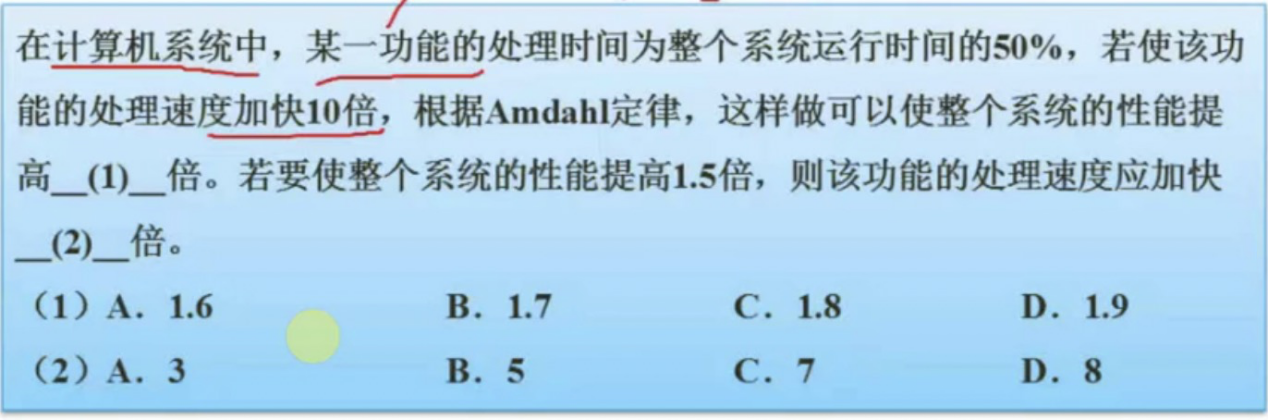 在计算机系统中，某一功能的处理时间为整个系统运行时间的50%，若使该功
能的处理速度加快10倍，根据Amdahl定律，这样做可以使整个系统的性能提
高__(1)__倍。若要使整个系统的性能提高1.5倍，则该功能的处理速度应加快
__(2)__倍。
（1）A．1.6 B．1.7 C．1.8 D．1.9
（2）A．3 B．5 C．7 D．8